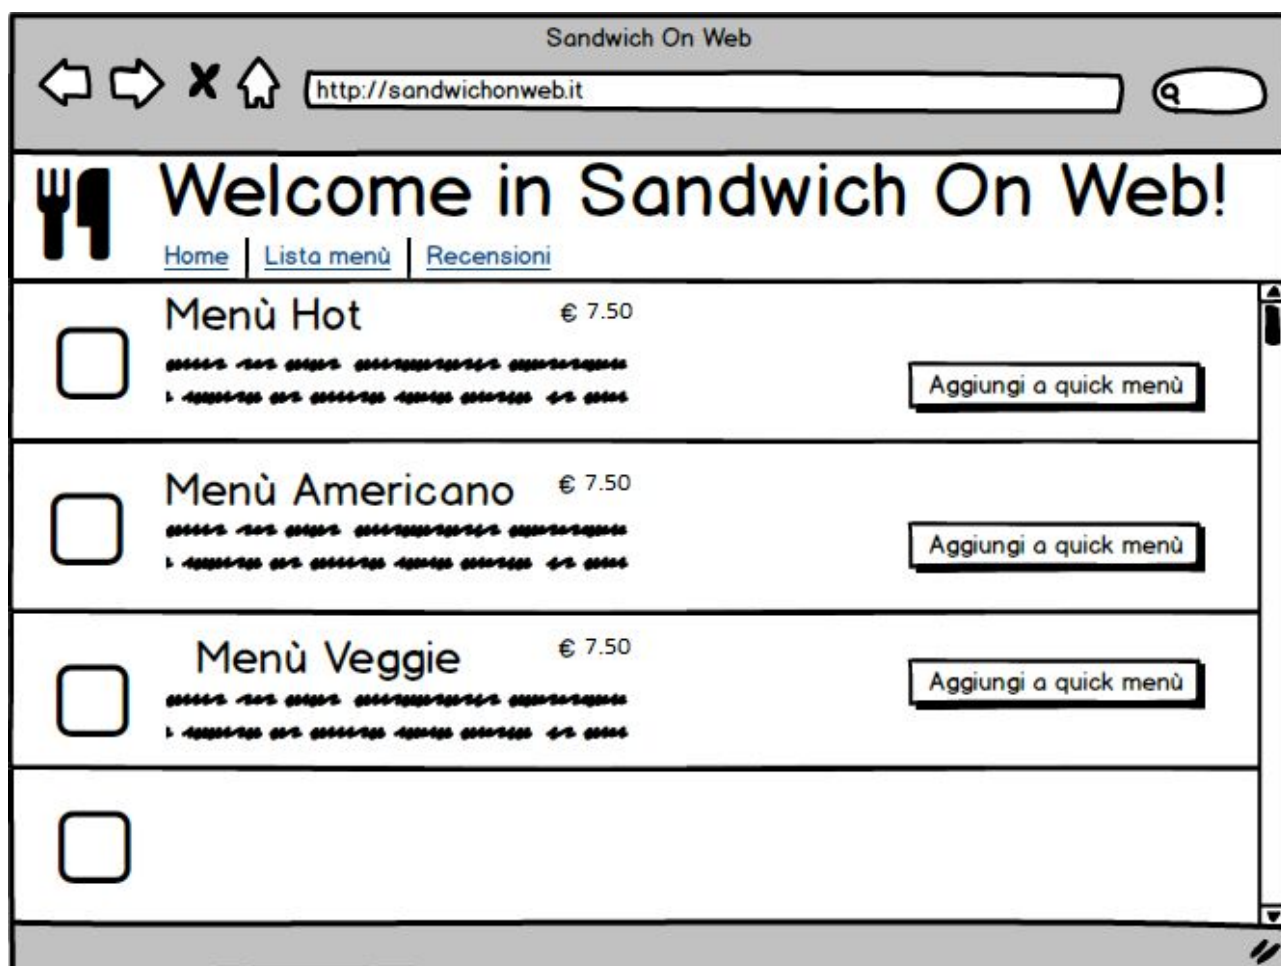 Sandwich On Web
http://sandwichonweb.it
Welcome in Sandwich On Web!
Home Lista menù Recensioni
Menù Hot € 7.50
Aggiungi a quick menù
Menù Americano € 7.50
Aggiungi a quick menù
Menù Veggie € 7.50
Aggiungi a quick menù